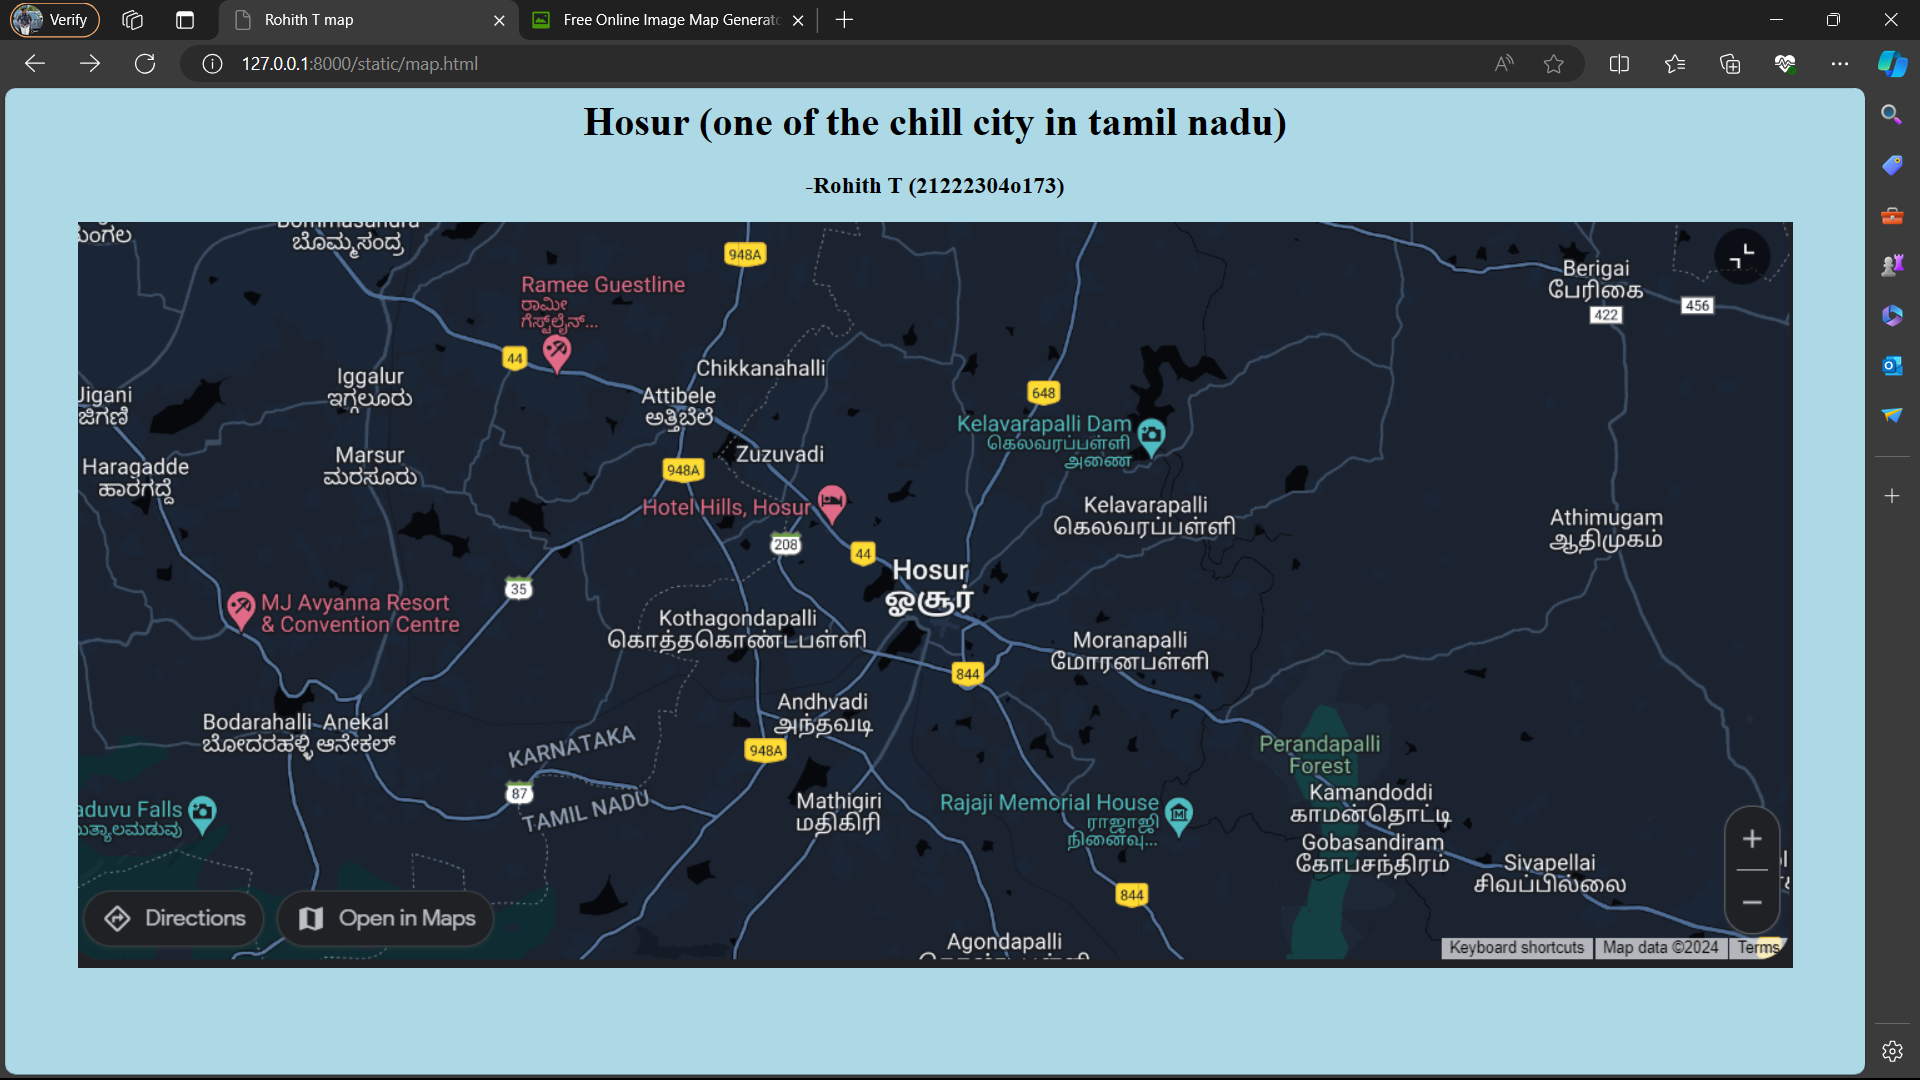 Verify
Rohith T map
Free Online Image Map Generato
127.0.0.1:8000/static/map.html
Hosur (one of the chill city in tamil nadu)
-Rohith T (21222304o173)
ಬೊಮ್ಮಸಂದ್ರ
948A
Ramee Guestline
ರಾಮೀ
ಗೆಸ್ಟ್‌ಲೈನ್...
44
Berigai
பேரிகை
456
422
Chikkanahalli
Iggalur
ಇಗ್ಗಲೂರು
Attibele
ಅತ್ತಿಬೆಲೆ
Jigani
ಜಿಗಣಿ
648
Kelavarapalli Dam
கெலவரப்பள்ளி
அணை
Zuzuvadi
Marsur
ಮರಸೂರು
Haragadde
ಹಾರಗದ್ದೆ
948A
Hotel Hills, Hosur
Kelavarapalli
கெலவரப்பள்ளி
Athimugam
ஆதிமுகம்
208
44
Hosur
ஓசூர்
35
MJ Avyanna Resort
& Convention Centre
Kothagondapalli
கொத்தகொண்டபள்ளி
Moranapalli
மோரனபள்ளி
844
Andhvadi
அந்தவடி
Bodarahalli
ಬೋದರಹಳ್ಳಿ
Anekal
ಆನೇಕಲ್
KARNATAKA
948A
Perandapalli
Forest
87
TAMIL NADU
Mathigiri
மதிகிரி
Rajaji Memorial House
ராஜாஜி
நினைவு...
Kamandoddi
காமன்தொட்டி
Gobasandiram
கோபசந்திரம்
Sivapellai
சிவப்பில்லை
aduvu Falls
ಮುತ್ಯಾಲಮಡುವು
844
Directions
Open in Maps
Agondapalli
Keyboard shortcuts
Map data ©2024
Terms